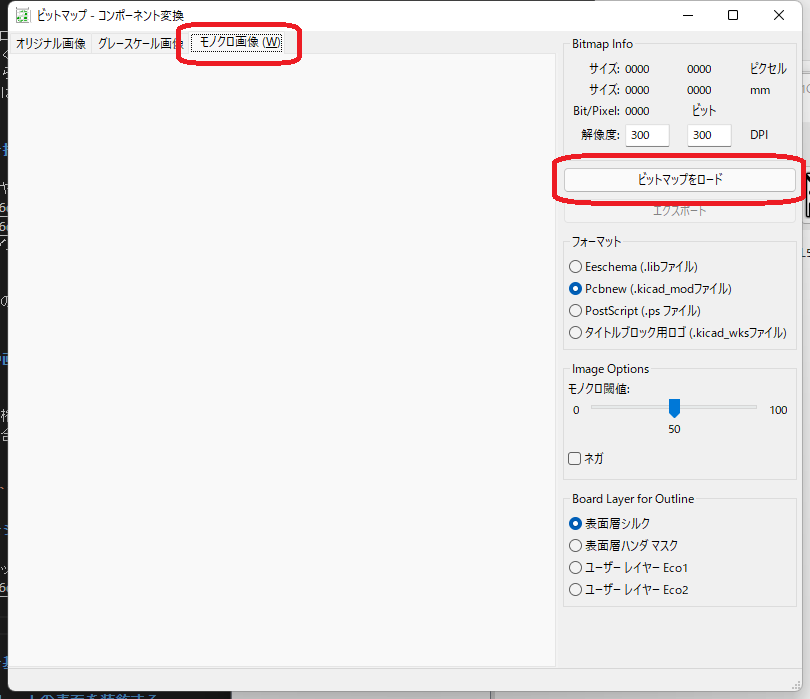 ビットマップ - コンポーネント変換
オリジナル画像 グレースケール画像 モノクロ画像 (W)
Bitmap Info
サイズ: 0000 0000 ピクセル
サイズ: 0000 0000 mm
Bit/Pixel: 0000 ビット
解像度: 300 300 DPI
ビットマップをロード
エクスポート
フォーマット
Eeschema (.libファイル)
Pcbnew (.kicad_modファイル)
PostScript (.ps ファイル)
タイトルブロック用ロゴ (.kicad_wksファイル)
Image Options
モノクロ閾値:
0 100
50
ネガ
Board Layer for Outline
表面層シルク
表面層ハンダ マスク
ユーザー レイヤー Eco1
ユーザー レイヤー Eco2